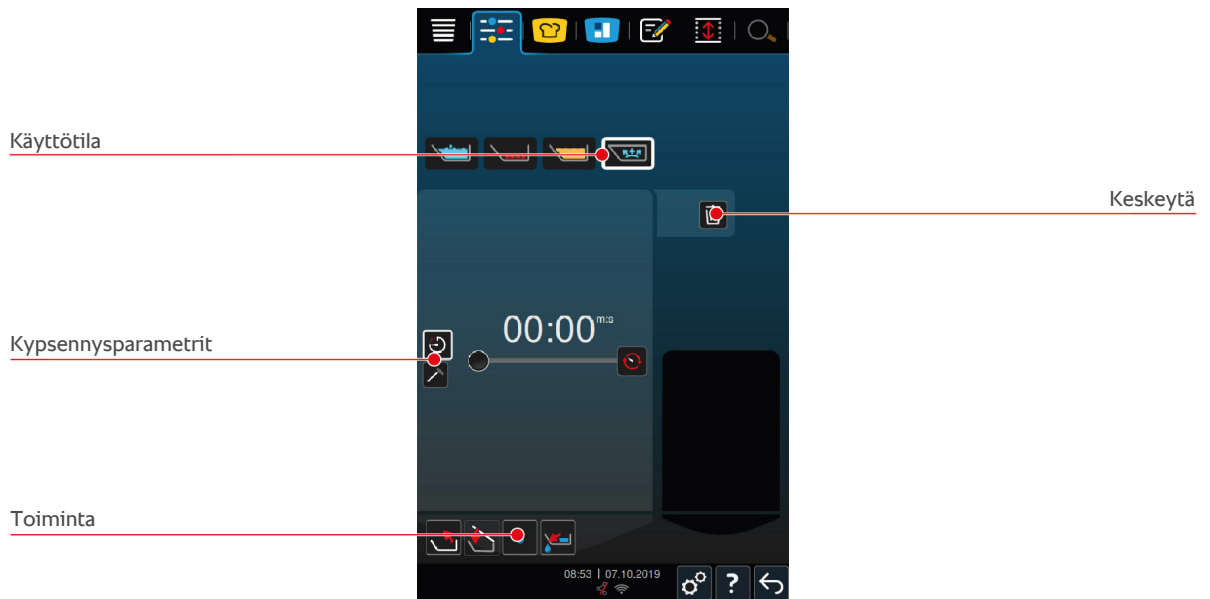 Käyttötila
Keskeytä
00:00 m:s
Kypsennysparametrit
Toiminta
08:53 | 07.10.2019
?